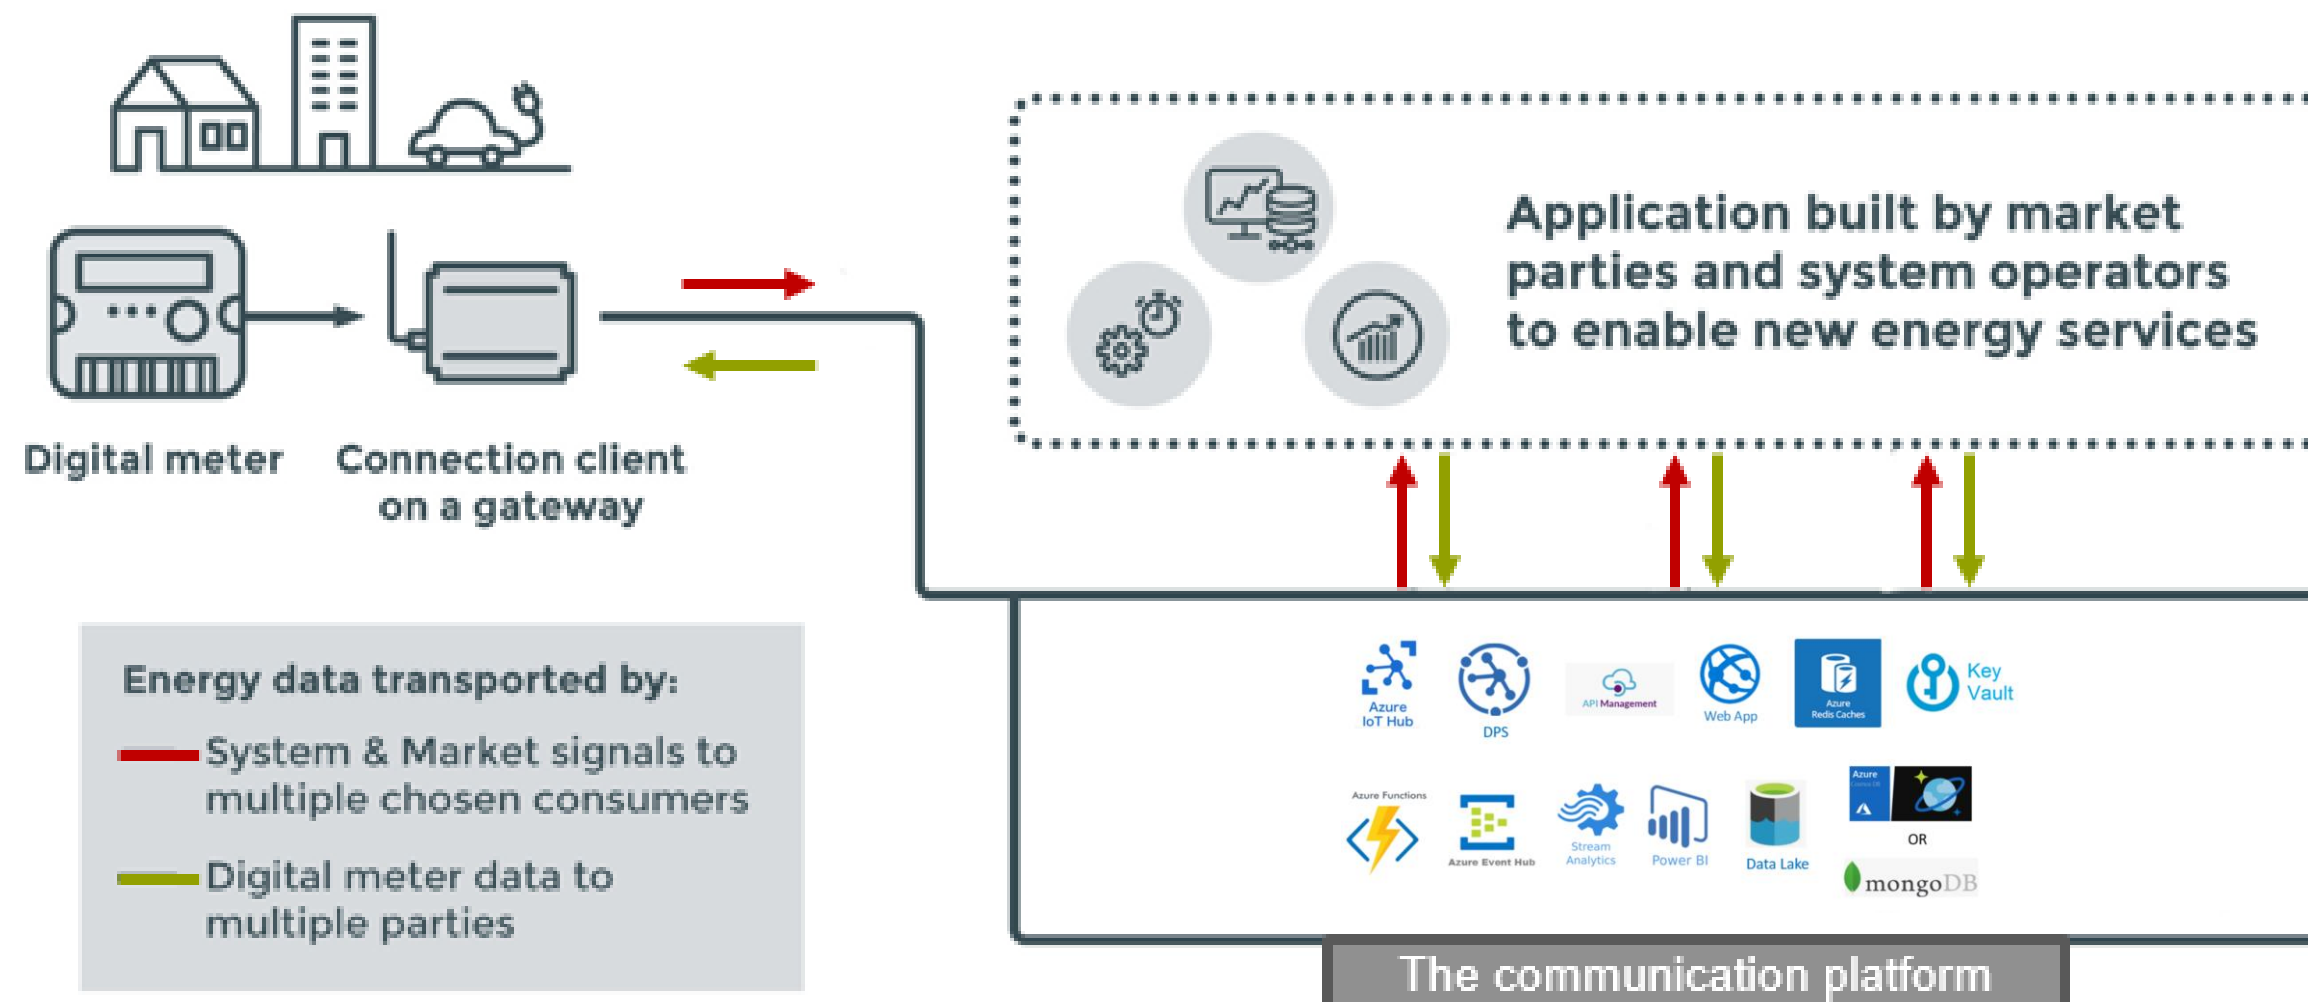 Application built by market
parties and system operators
to enable new energy services
Digital meter
Connection client
on a gateway
Energy data transported by:
System & Market signals to
multiple chosen consumers
Digital meter data to
multiple parties
Azure
IoT Hub
DPS
API Management
Web App
Azure
Redis Caches
Key
Vault
Azure Functions
Azure Event Hub
Stream
Analytics
Power BI
Data Lake
Azure
Cosmos DB
OR
mongoDB
The communication platform